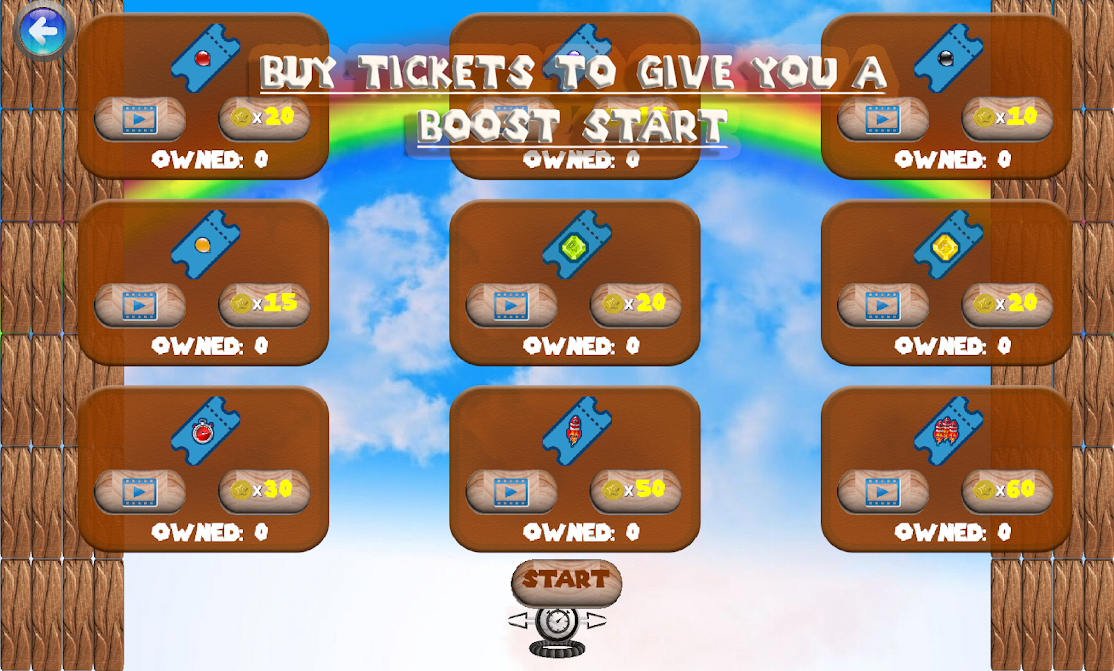 BUY TICKETS TO GIVE YOU A
BOOST START
x20
x10
OWNED: 0
OWNED: 0
OWNED: 0
x15
x20
x20
OWNED: 0
OWNED: 0
OWNED: 0
x30
x50
x60
OWNED: 0
OWNED: 0
OWNED: 0
START